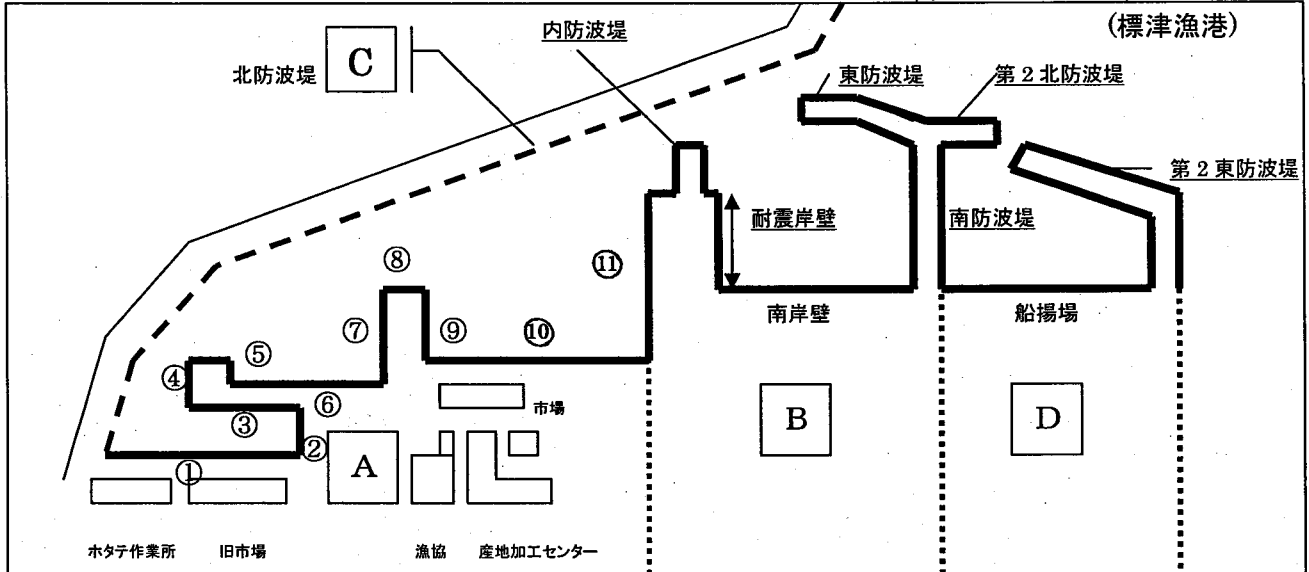 (標津漁港)
内防波堤
北防波堤
C
東防波堤
第2北防波堤
第2東防波堤
耐震岸壁
南防波堤
⑧
⑪
南岸壁
船揚場
⑦
⑨
⑩
⑤
④
⑥
③
市場
B
D
②
A
①
ホタテ作業所
旧市場
漁協
産地加工センター